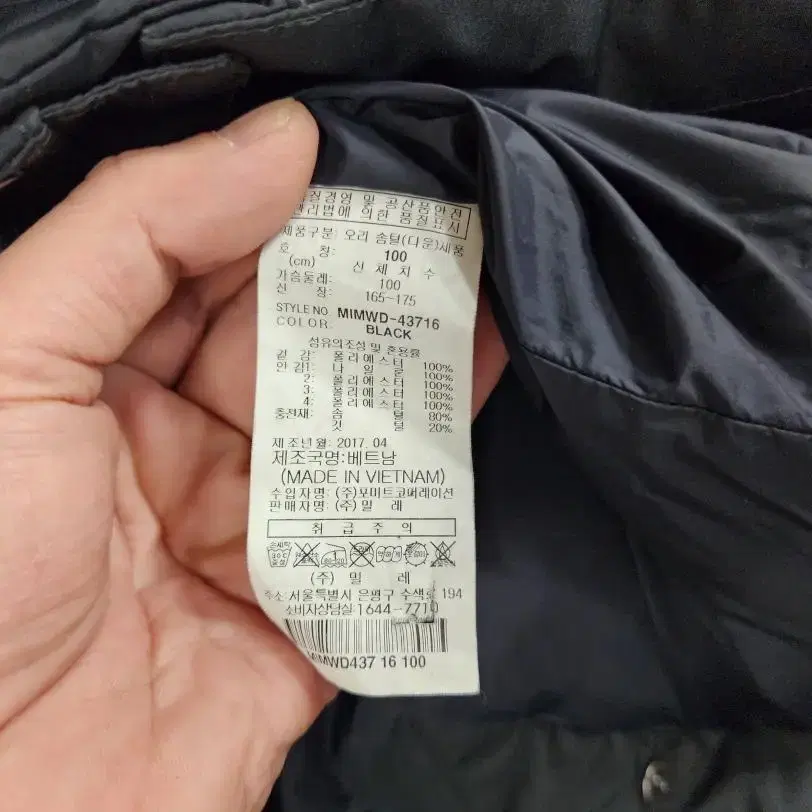 질경영 및 공산품안전
관리법에 의한 품질표시
제품구분: 오리 솜털(다운)제품
호 칭: 100
(cm) 신 체 치 수
가슴둘레: 100
신 장: 165~175
STYLE NO. MIMWD-43716
COLOR: BLACK
섬유의조성 및 혼용률
겉 감: 폴리에스터 100%
안 감1: 나 일 론 100%
2: 폴리에스터 100%
3: 폴리에스터 100%
4: 폴리에스터 100%
충전재: 솜 털 80%
깃 털 20%
제조년월: 2017. 04
제조국명: 베트남
(MADE IN VIETNAM)
수입자명: (주)포미트코퍼레이션
판매자명: (주)밀 레
취 급 주 의
손세탁
30℃
중성
(주) 밀 레
주소: 서울특별시 은평구 수색로 194
소비자상담실: 1644-7710
MIMWD437 16 100